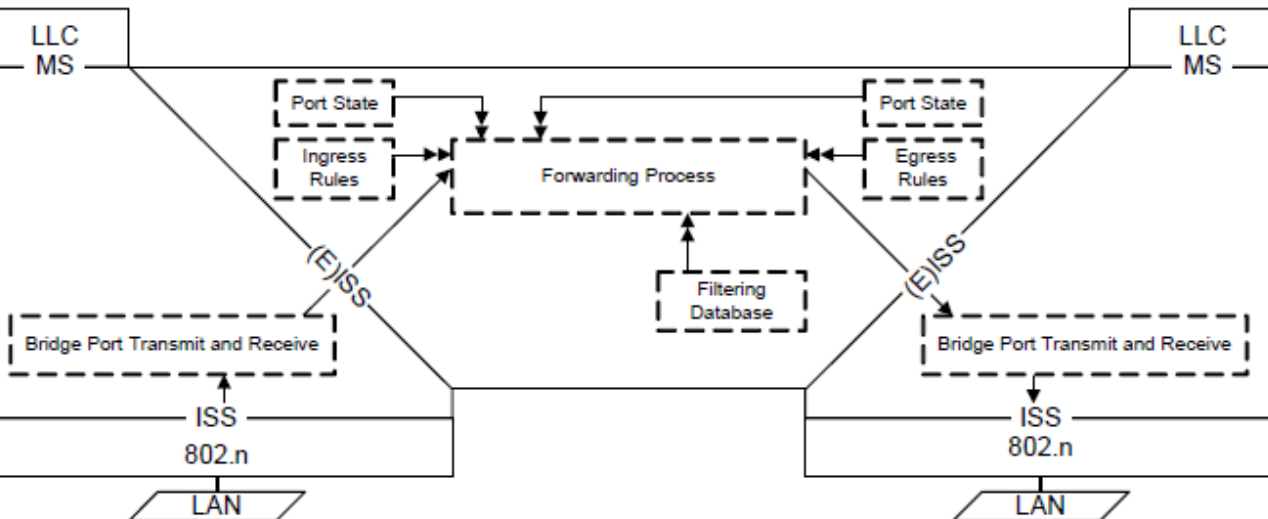 LLC
MS
LLC
MS
Port State
Port State
Ingress
Rules
Forwarding Process
Egress
Rules
(E)ISS
(E)ISS
Filtering
Database
Bridge Port Transmit and Receive
Bridge Port Transmit and Receive
ISS
ISS
802.n
802.n
LAN
LAN